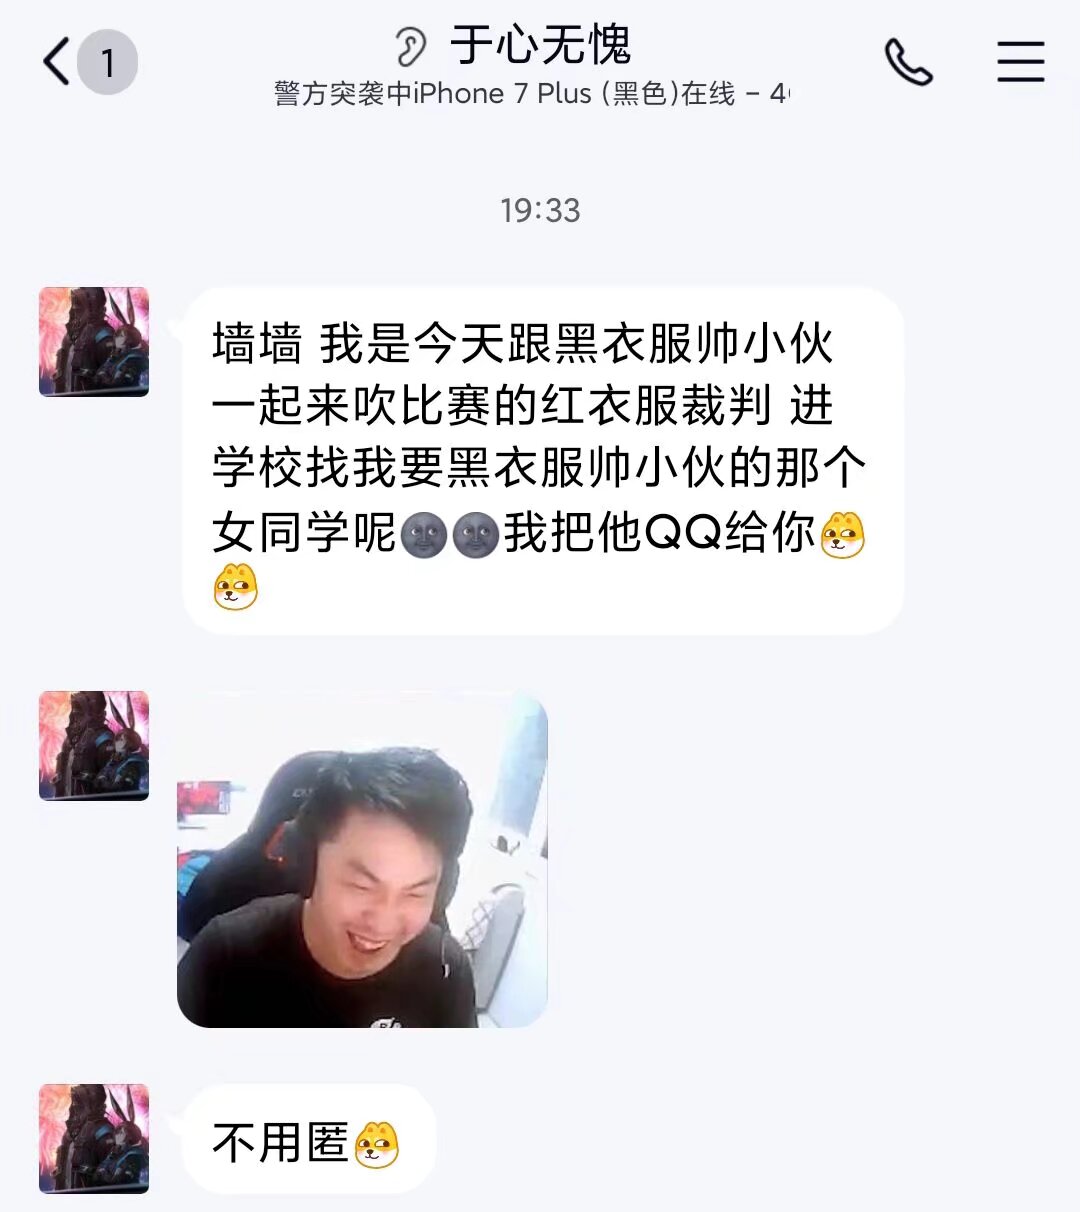 1
于心无愧
警方突袭中iPhone 7 Plus (黑色)在线 - 4
19:33
墙墙 我是今天跟黑衣服帅小伙
一起来吹比赛的红衣服裁判 进
学校找我要黑衣服帅小伙的那个
女同学呢🌚🌚我把他QQ给你
不用匿